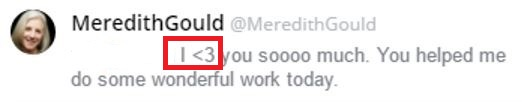 MeredithGould @MeredithGould
I <3 you soooo much. You helped me
do some wonderful work today.